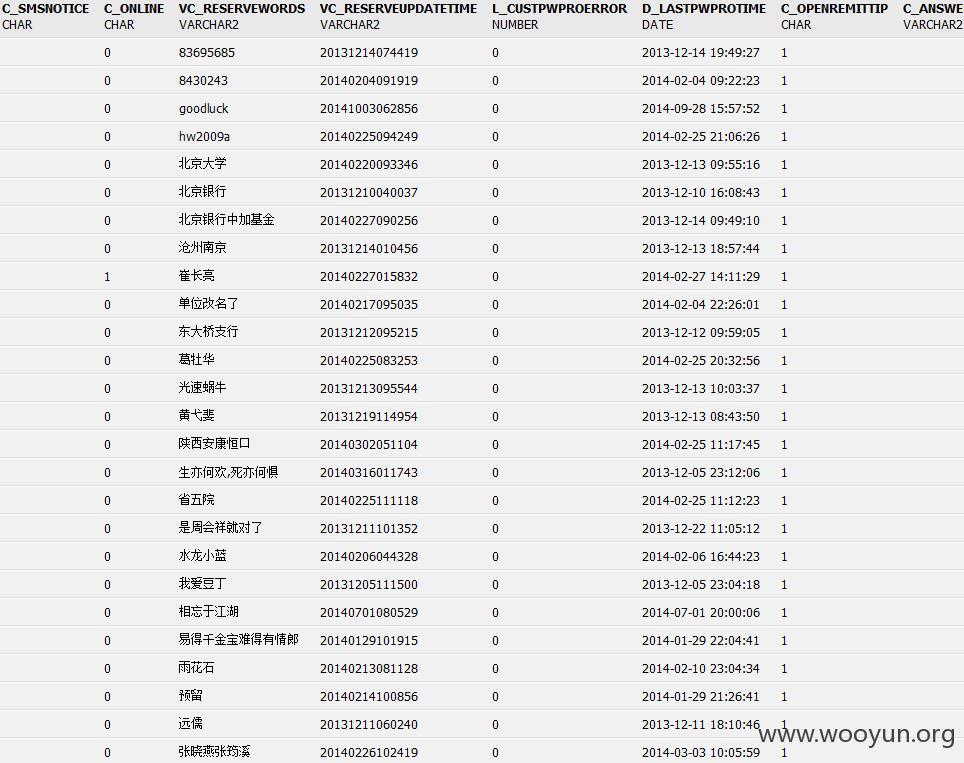 C_SMSNOTICE C_ONLINE VC_RESERVEWORDS VC_RESERVEUPDATETIME L_CUSTPWPROERROR D_LASTPWPROTIME C_OPENREMITTIP C_ANSWE
CHAR CHAR VARCHAR2 VARCHAR2 NUMBER DATE CHAR VARCHAR2
0 83695685 20131214074419 0 2013-12-14 19:49:27 1
0 8430243 20140204091919 0 2014-02-04 09:22:23 1
0 goodluck 20141003062856 0 2014-09-28 15:57:52 1
0 hw2009a 20140225094249 0 2014-02-25 21:06:26 1
0 北京大学 20140220093346 0 2013-12-13 09:55:16 1
0 北京银行 20131210040037 0 2013-12-10 16:08:43 1
0 北京银行中加基金 20140227090256 0 2013-12-14 09:49:10 1
0 沧州南京 20131214010456 0 2013-12-13 18:57:44 1
1 崔长亮 20140227015832 0 2014-02-27 14:11:29 1
0 单位改名了 20140217095035 0 2014-02-04 22:26:01 1
0 东大桥支行 20131212095215 0 2013-12-12 09:59:05 1
0 葛牡华 20140225083253 0 2014-02-25 20:32:56 1
0 光速蜗牛 20131213095544 0 2013-12-13 10:03:37 1
0 黄弋斐 20131219114954 0 2013-12-13 08:43:50 1
0 陕西安康恒口 20140302051104 0 2014-02-25 11:17:45 1
0 生亦何欢,死亦何惧 20140316011743 0 2013-12-05 23:12:06 1
0 省五院 20140225111118 0 2014-02-25 11:12:23 1
0 是周会祥就对了 20131211101352 0 2013-12-22 11:05:12 1
0 水龙小蓝 20140206044328 0 2014-02-06 16:44:23 1
0 我爱豆丁 20131205111500 0 2013-12-05 23:04:18 1
0 相忘于江湖 20140701080529 0 2014-07-01 20:00:06 1
0 易得千金宝难得有情郎 20140129101915 0 2014-01-29 22:04:41 1
0 雨花石 20140213081128 0 2014-02-10 23:04:34 1
0 预留 20140214100856 0 2014-01-29 21:26:41 1
0 远儒 20131211060240 0 2013-12-11 18:10:46 1
www.wooyun.org
0 张晓燕张筠溪 20140226102419 0 2014-03-03 10:05:59 1